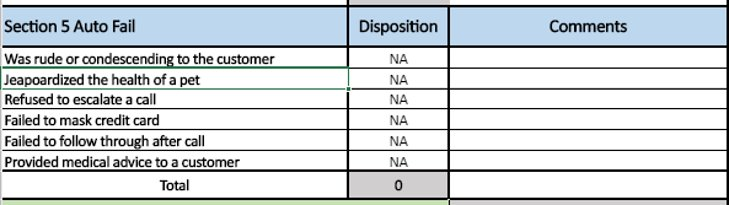 Section 5 Auto Fail Disposition Comments
Was rude or condescending to the customer NA
Jeapoardized the health of a pet NA
Refused to escalate a call NA
Failed to mask credit card NA
Failed to follow through after call NA
Provided medical advice to a customer NA
Total 0